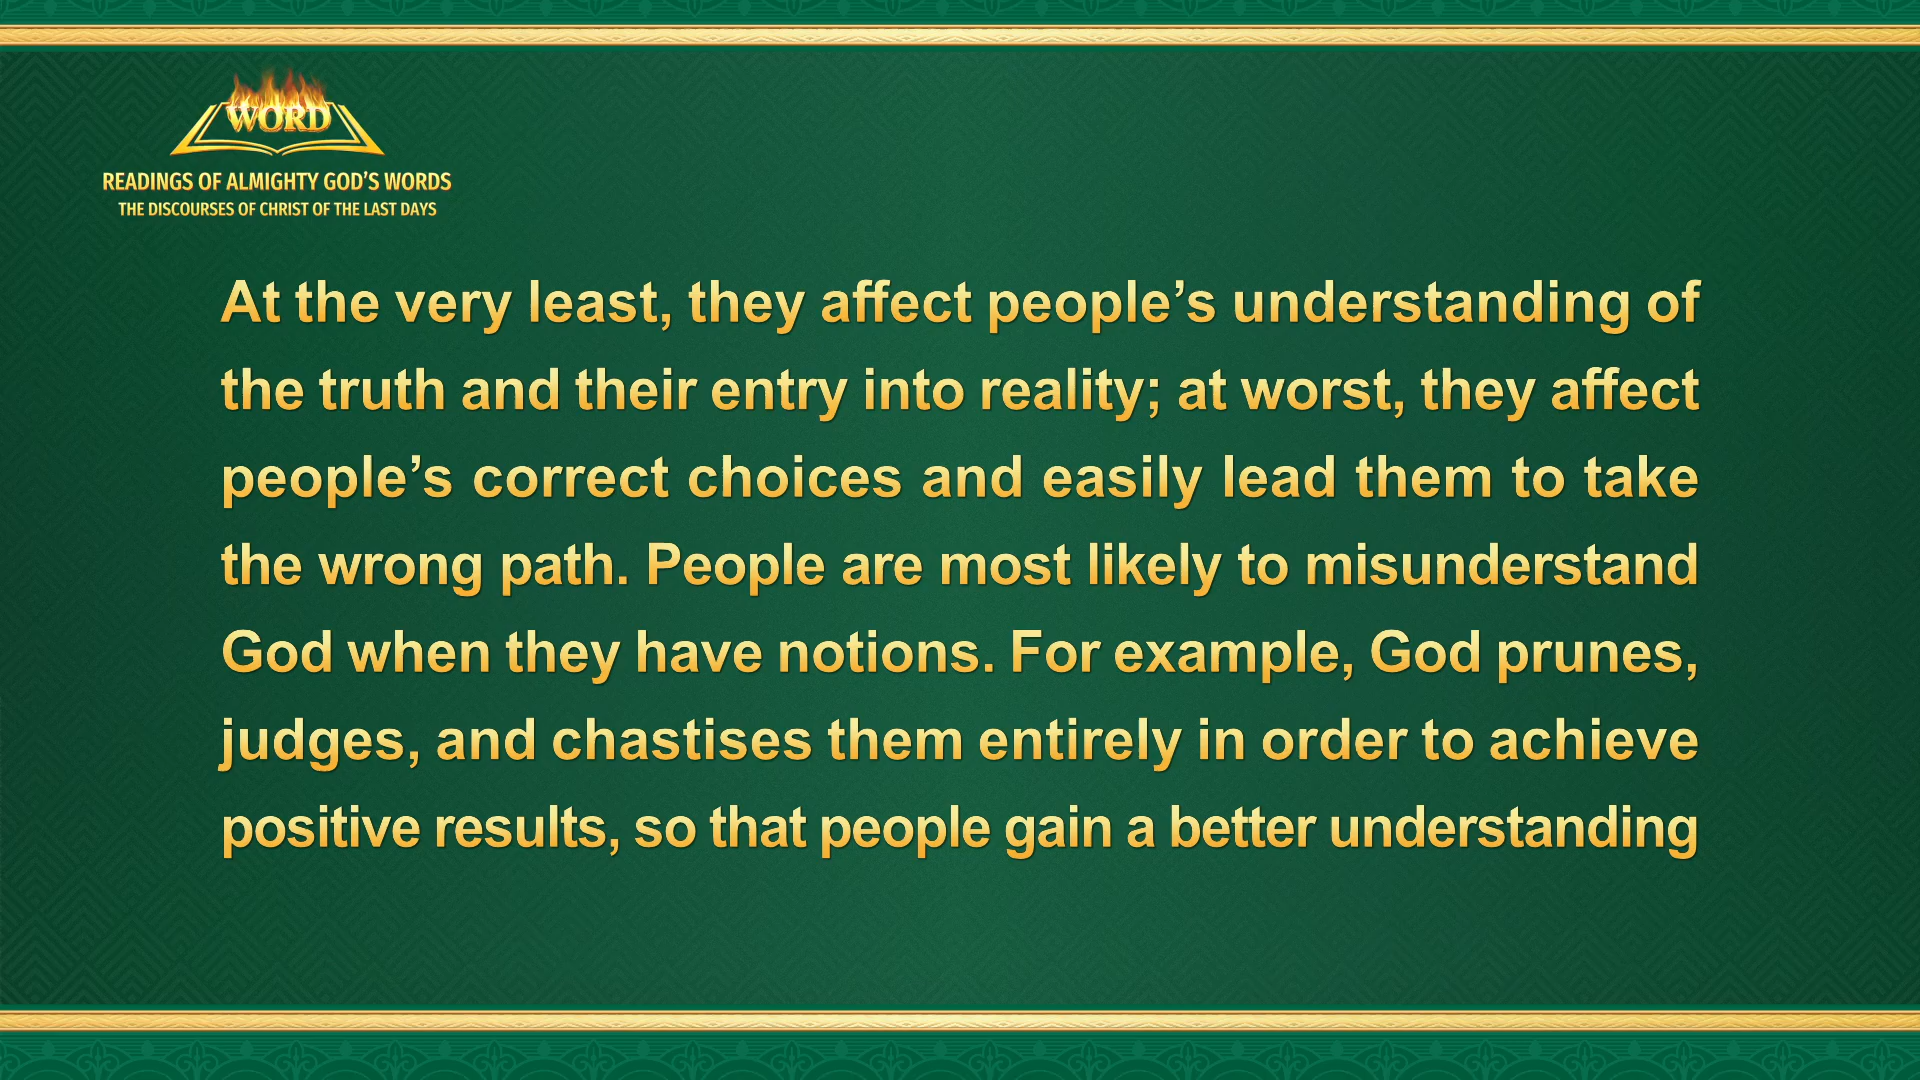 WORD
READINGS OF ALMIGHTY GOD’S WORDS
THE DISCOURSES OF CHRIST OF THE LAST DAYS
At the very least, they affect people’s understanding of
the truth and their entry into reality; at worst, they affect
people’s correct choices and easily lead them to take
the wrong path. People are most likely to misunderstand
God when they have notions. For example, God prunes,
judges, and chastises them entirely in order to achieve
positive results, so that people gain a better understanding